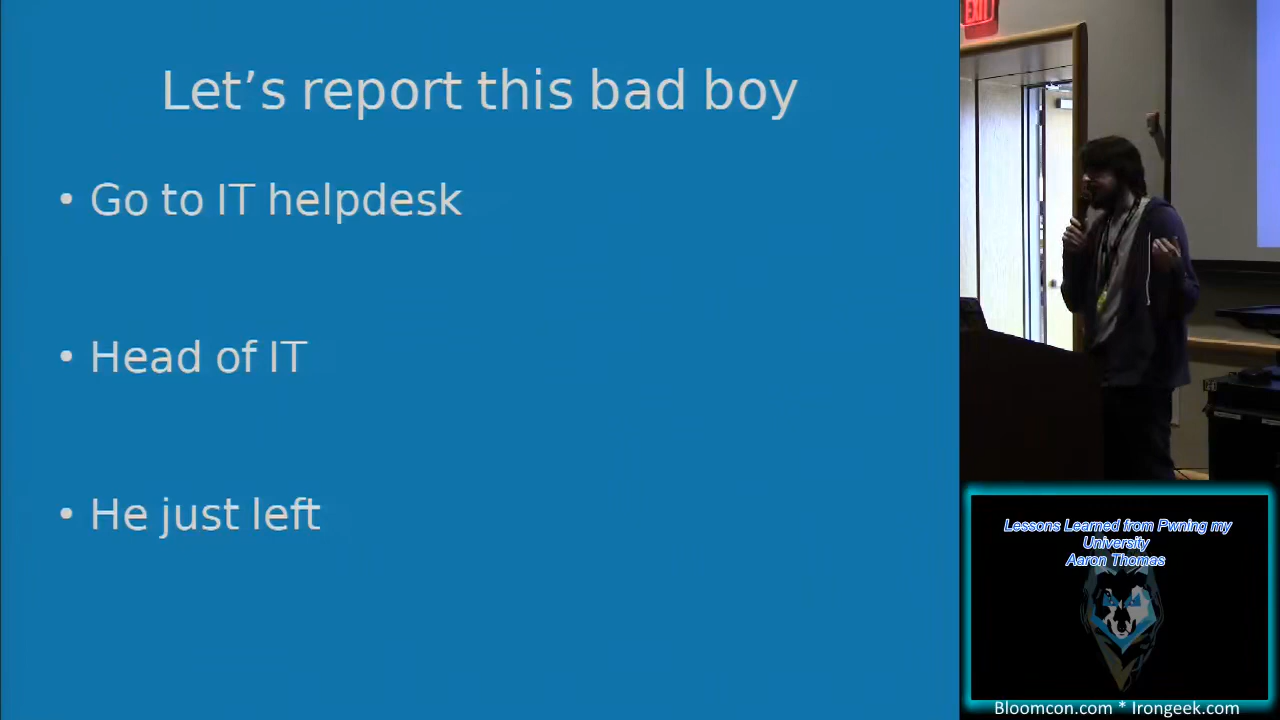 Let’s report this bad boy
• Go to IT helpdesk
• Head of IT
• He just left
EXIT
Lessons Learned from Pwning my
University
Aaron Thomas
Bloomcon.com * Irongeek.com